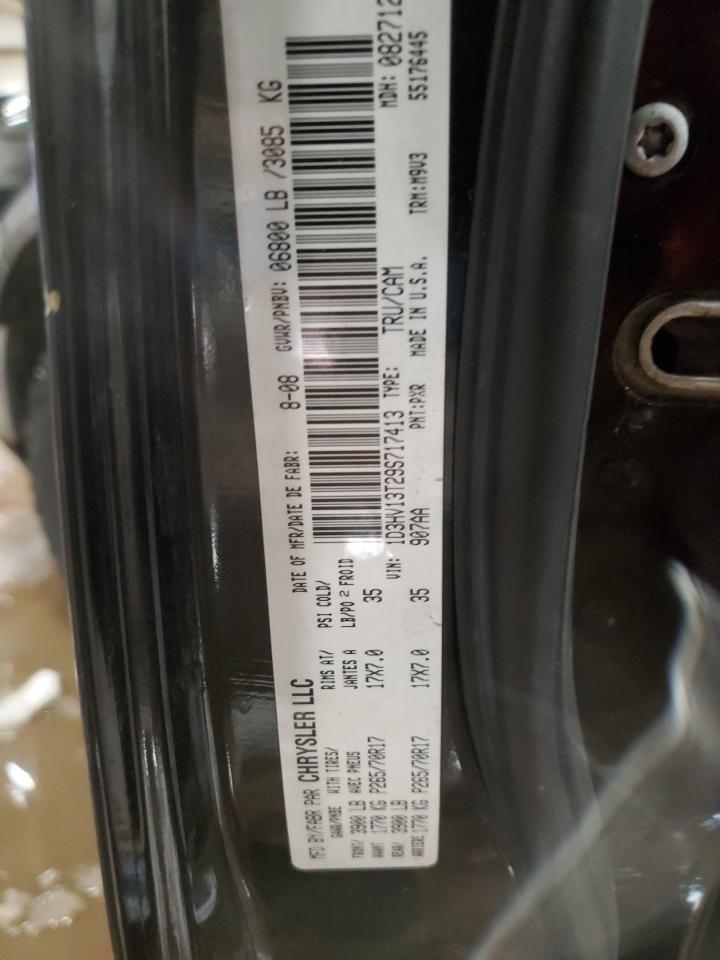 MFD BY/FABR PAR CHRYSLER LLC DATE OF MFR/DATE DE FABR: 8-08 GVWR/PNBV: 06800 LB /3085 KG
GAWR/PNBE WITH TIRES/ RIMS AT/ PSI COLD/
AVEC PNEUS JANTES A LB/PO 2 FROID
FRONT/ 3900 LB
AVANT 1770 KG P265/70R17 17X7.0 35
REAR/ 3900 LB
ARRIERE 1770 KG P265/70R17 17X7.0 35
VIN: 1D3HV13T29S717413 TYPE: TRU/CAM MDH: 082712
907AA PNT:PXR MADE IN U.S.A. TRM:M9V3 55176445